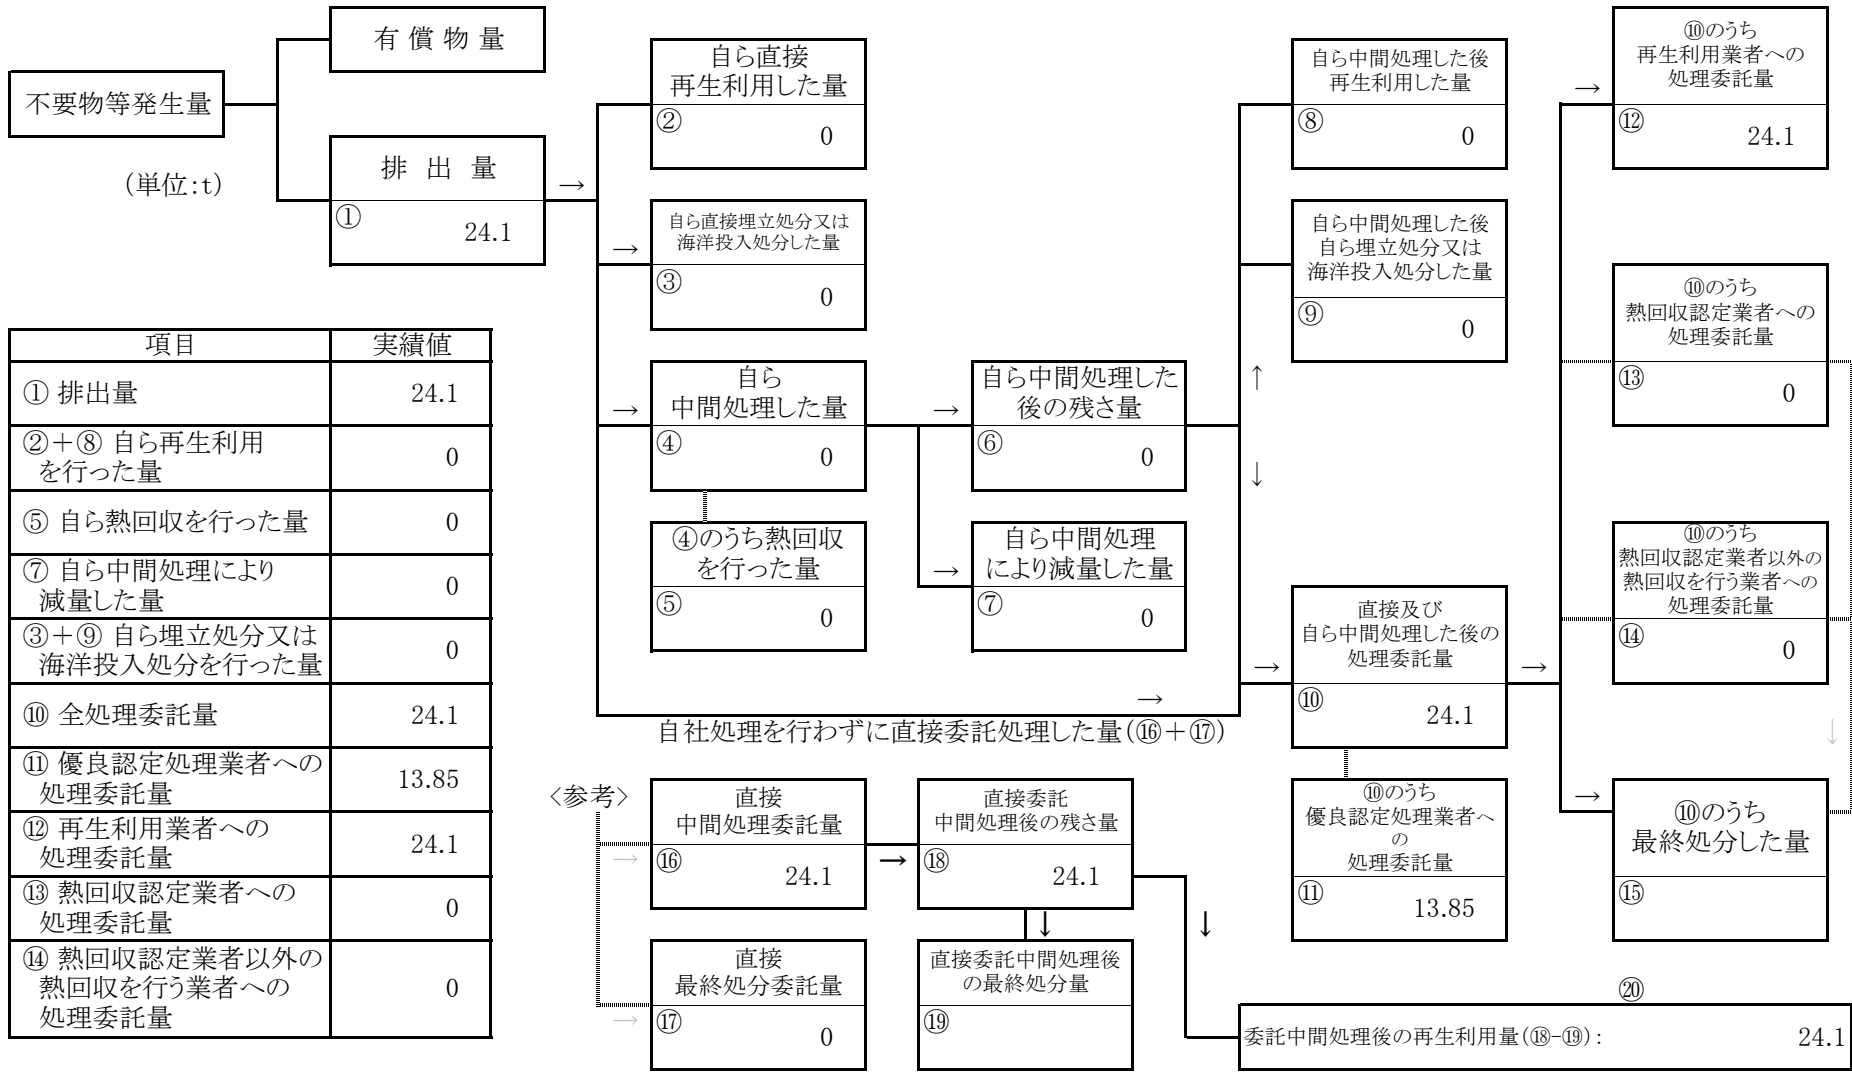 不要物等発生量
(単位:t)
有 償 物 量
排 出 量
①
24.1
→
自ら直接
再生利用した量
②
0
→
自ら直接埋立処分又は
海洋投入処分した量
③
0
→
自ら
中間処理した量
④
0
④のうち熱回収
を行った量
⑤
0
→
自ら中間処理した
後の残さ量
⑥
0
→
自ら中間処理
により減量した量
⑦
0
↑
↓
自ら中間処理した後
再生利用した量
⑧
0
自ら中間処理した後
自ら埋立処分又は
海洋投入処分した量
⑨
0
→
自社処理を行わずに直接委託処理した量(⑯+⑰)
→
直接及び
自ら中間処理した後の
処理委託量
⑩
24.1
⑩のうち
優良認定処理業者へ
の
処理委託量
⑪
13.85
→
→
⑩のうち
再生利用業者への
処理委託量
⑫
24.1
⑩のうち
熱回収認定業者への
処理委託量
⑬
0
⑩のうち
熱回収認定業者以外の
熱回収を行う業者への
処理委託量
⑭
0
↓
→
⑩のうち
最終処分した量
⑮
項目 実績値
① 排出量 24.1
②+⑧ 自ら再生利用
を行った量 0
⑤ 自ら熱回収を行った量 0
⑦ 自ら中間処理により
減量した量 0
③+⑨ 自ら埋立処分又は
海洋投入処分を行った量 0
⑩ 全処理委託量 24.1
⑪ 優良認定処理業者への
処理委託量 13.85
⑫ 再生利用業者への
処理委託量 24.1
⑬ 熱回収認定業者への
処理委託量 0
⑭ 熱回収認定業者以外の
熱回収を行う業者への
処理委託量 0
〈参考〉
→
直接
中間処理委託量
⑯
24.1
→
直接
最終処分委託量
⑰
0
→
直接委託
中間処理後の残さ量
⑱
24.1
↓
直接委託中間処理後
の最終処分量
⑲
↓
⑳
委託中間処理後の再生利用量(⑱-⑲): 24.1